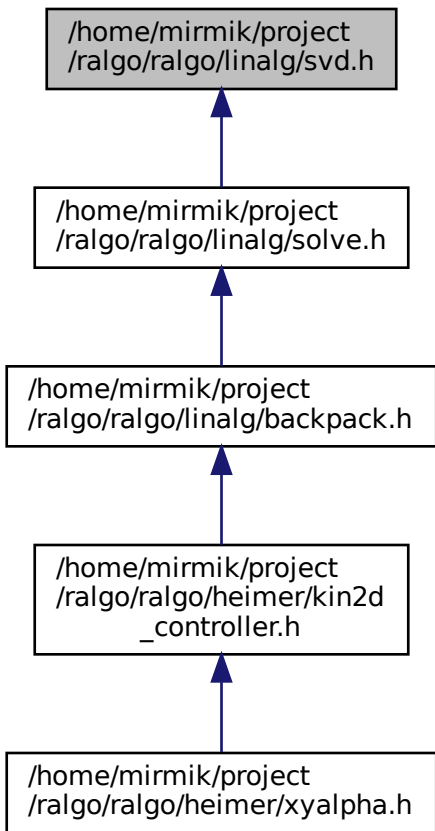 /home/mirmik/project
/ralgo/ralgo/linalg/svd.h
/home/mirmik/project
/ralgo/ralgo/linalg/solve.h
/home/mirmik/project
/ralgo/ralgo/linalg/backpack.h
/home/mirmik/project
/ralgo/ralgo/heimer/kin2d
_controller.h
/home/mirmik/project
/ralgo/ralgo/heimer/xyalpha.h